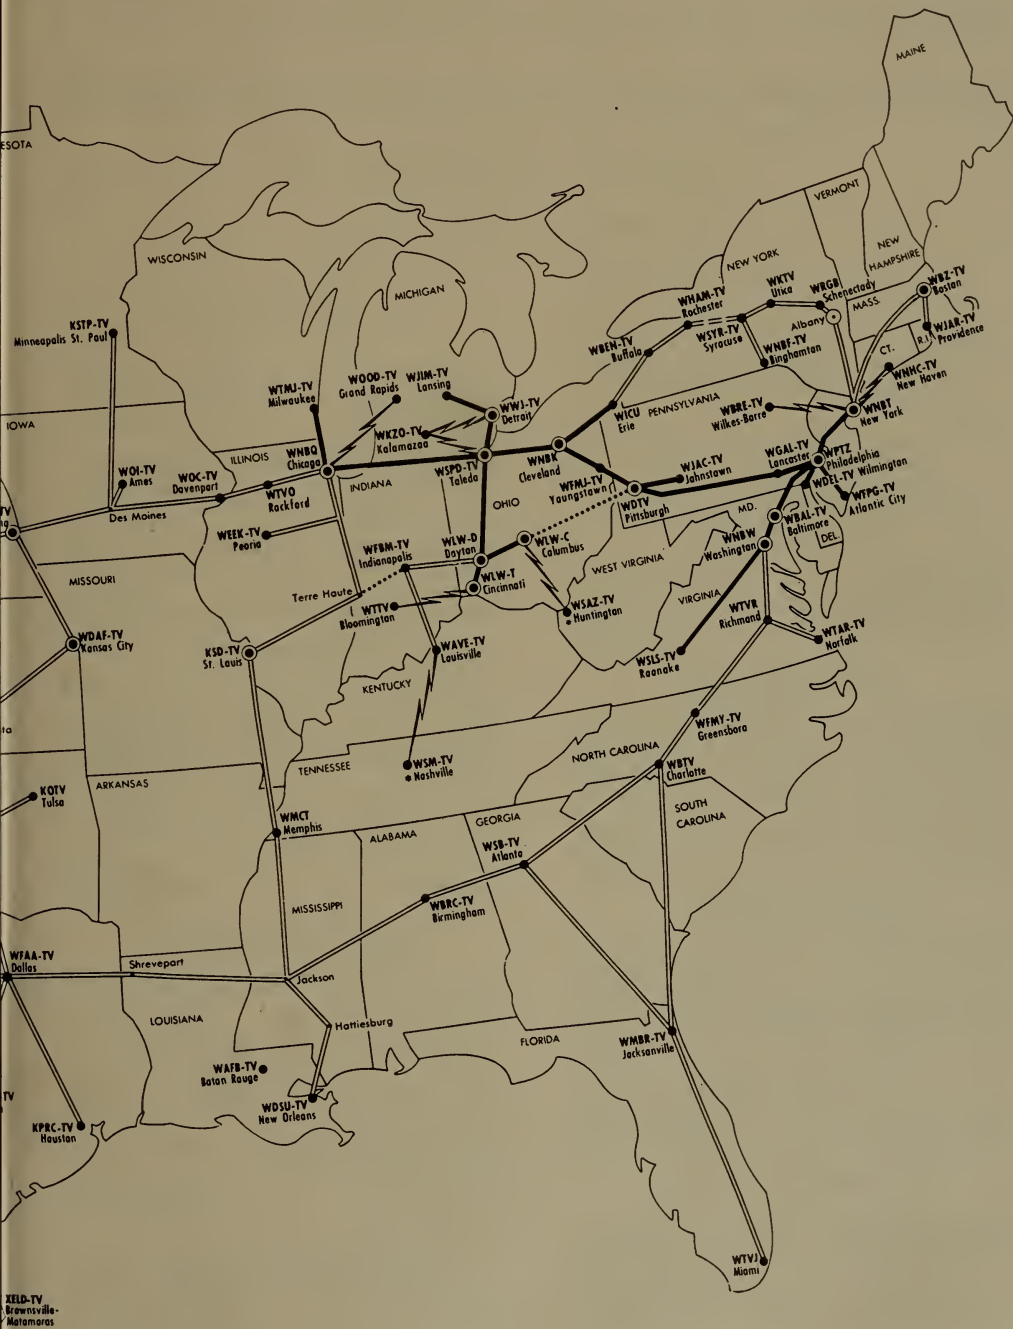 MAINE
ESOTA
VERMONT
WISCONSIN
NEW
HAMPSHIRE
NEW YORK
WBZ-TV
Boston
MICHIGAN
WKTV
Utica
WRGB
Schenectady
MASS.
WHAM-TV
Rochester
KSTP-TV
Minneapolis St. Paul
Albany
WSYR-TV
Syracuse
R.I.
WJAR-TV
Providence
WBEN-TV
Buffalo
WNBF-TV
Binghamton
CT.
WNHC-TV
New Haven
WOOD-TV
Grand Rapids
WJIM-TV
Lansing
WTMJ-TV
Milwaukee
WWJ-TV
Detroit
WICU
Erie
PENNSYLVANIA
WBRE-TV
Wilkes-Barre
WNBT
New York
IOWA
WKZO-TV
Kalamazoo
ILLINOIS
WNBQ
Chicago
WSPD-TV
Toledo
WNBK
Cleveland
WGAL-TV
Lancaster
WPTZ
Philadelphia
WOI-TV
Ames
WOC-TV
Davenport
WTVO
Rockford
INDIANA
WFMJ-TV
Youngstown
WJAC-TV
Johnstown
WDEL-TV Wilmington
WFPG-TV
Atlantic City
TV
Des Moines
OHIO
WDTV
Pittsburgh
MD.
WBAL-TV
Baltimore
DEL.
WEEK-TV
Peoria
WFBM-TV
Indianapolis
WLW-D
Dayton
WLW-C
Columbus
WNBW
Washington
MISSOURI
WEST VIRGINIA
Terre Haute
WLW-T
Cincinnati
VIRGINIA
WTTV
Bloomington
WSAZ-TV
*Huntington
WTVR
Richmond
WDAF-TV
Kansas City
KSD-TV
St. Louis
WAVE-TV
Louisville
WTAR-TV
Norfolk
WSLS-TV
Roanoke
KENTUCKY
ta
WFMY-TV
Greensboro
NORTH CAROLINA
TENNESSEE
WSM-TV
*Nashville
WBTV
Charlotte
ARKANSAS
KOTV
Tulsa
SOUTH
CAROLINA
WMCT
Memphis
ALABAMA
GEORGIA
WSB-TV
Atlanta
MISSISSIPPI
WBRC-TV
Birmingham
WFAA-TV
Dallas
Shreveport
Jackson
LOUISIANA
Hattiesburg
FLORIDA
WMBR-TV
Jacksonville
WAFB-TV
Baton Rouge
TV
WDSU-TV
New Orleans
KPRC-TV
Houston
WTVJ
Miami
XELD-TV
Brownsville-
Matamoras